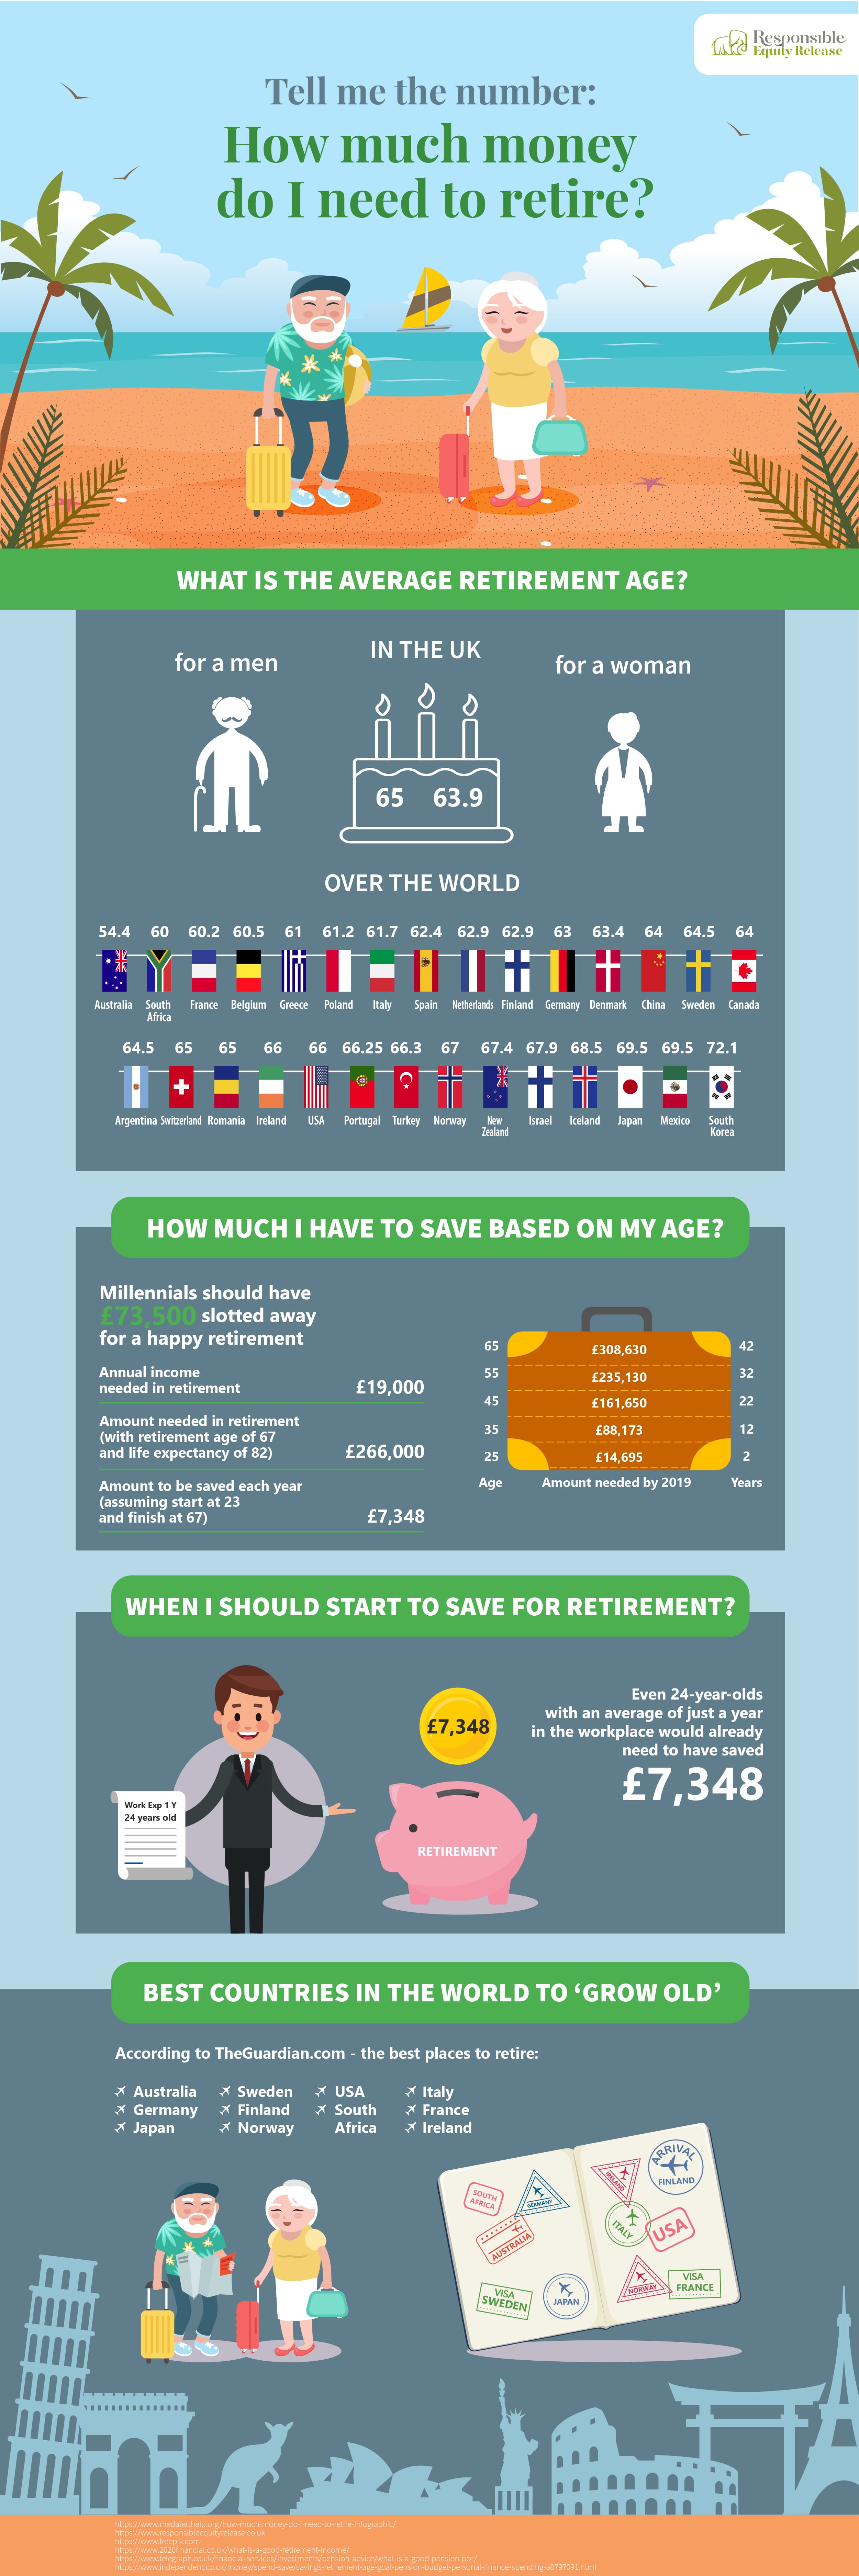 Responsible
Equity Release
Tell me the number:
How much money
do I need to retire?
WHAT IS THE AVERAGE RETIREMENT AGE?
for a men
IN THE UK
for a woman
65 63.9
OVER THE WORLD
54.4 60 60.2 60.5 61 61.2 61.7 62.4 62.9 62.9 63 63.4 64 64.5 64
Australia South Africa France Belgium Greece Poland Italy Spain Netherlands Finland Germany Denmark China Sweden Canada
64.5 65 65 66 66 66.25 66.3 67 67.4 67.9 68.5 69.5 69.5 72.1
Argentina Switzerland Romania Ireland USA Portugal Turkey Norway New Zealand Israel Iceland Japan Mexico South Korea
HOW MUCH I HAVE TO SAVE BASED ON MY AGE?
Millennials should have
£73,500 slotted away
for a happy retirement
Annual income
needed in retirement £19,000
Amount needed in retirement
(with retirement age of 67
and life expectancy of 82) £266,000
Amount to be saved each year
(assuming start at 23
and finish at 67) £7,348
65 £308,630 42
55 £235,130 32
45 £161,650 22
35 £88,173 12
25 £14,695 2
Age Amount needed by 2019 Years
WHEN I SHOULD START TO SAVE FOR RETIREMENT?
Work Exp 1 Y
24 years old
£7,348
RETIREMENT
Even 24-year-olds
with an average of just a year
in the workplace would already
need to have saved
£7,348
BEST COUNTRIES IN THE WORLD TO ‘GROW OLD’
According to TheGuardian.com - the best places to retire:
Australia Sweden USA Italy
Germany Finland South France
Japan Norway Africa Ireland
SOUTH
AFRICA
GERMANY
AUSTRALIA
VISA
SWEDEN
JAPAN
IRELAND
ARRIVAL
FINLAND
ITALY
USA
NORWAY
VISA
FRANCE
https://www.medalerthelp.org/how-much-money-do-i-need-to-retire-infographic/
https://www.responsibleequityrelease.co.uk
https://www.freepik.com
https://www.2020financial.co.uk/what-is-a-good-retirement-income/
https://www.telegraph.co.uk/financial-services/investments/pension-advice/what-is-a-good-pension-pot/
https://www.independent.co.uk/money/spend-save/savings-retirement-age-goal-pension-budget-personal-finance-spending-a8797091.html